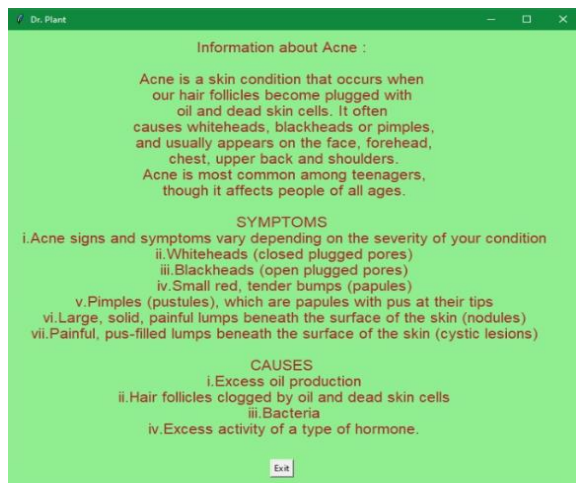 Dr. Plant
Information about Acne :
Acne is a skin condition that occurs when
our hair follicles become plugged with
oil and dead skin cells. It often
causes whiteheads, blackheads or pimples,
and usually appears on the face, forehead,
chest, upper back and shoulders.
Acne is most common among teenagers,
though it affects people of all ages.
SYMPTOMS
i.Acne signs and symptoms vary depending on the severity of your condition
ii.Whiteheads (closed plugged pores)
iii.Blackheads (open plugged pores)
iv.Small red, tender bumps (papules)
v.Pimples (pustules), which are papules with pus at their tips
vi.Large, solid, painful lumps beneath the surface of the skin (nodules)
vii.Painful, pus-filled lumps beneath the surface of the skin (cystic lesions)
CAUSES
i.Excess oil production
ii.Hair follicles clogged by oil and dead skin cells
iii.Bacteria
iv.Excess activity of a type of hormone.
Exit